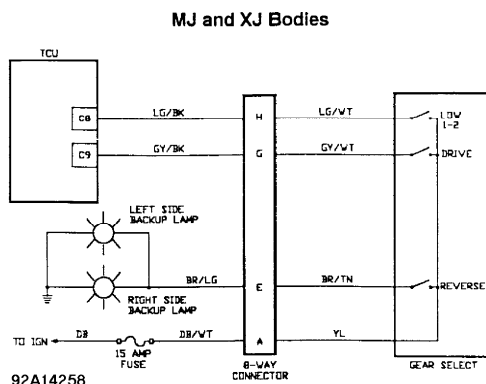 MJ and XJ Bodies
TCU
C8
LG/BK
H
LG/WT
LOW
1-2
C9
GY/BK
G
GY/WT
DRIVE
LEFT SIDE
BACKUP LAMP
BR/LG
E
BR/TN
REVERSE
RIGHT SIDE
BACKUP LAMP
TO IGN
DB
DB/WT
A
YL
15 AMP
FUSE
8-WAY
CONNECTOR
GEAR SELECT
92A14258